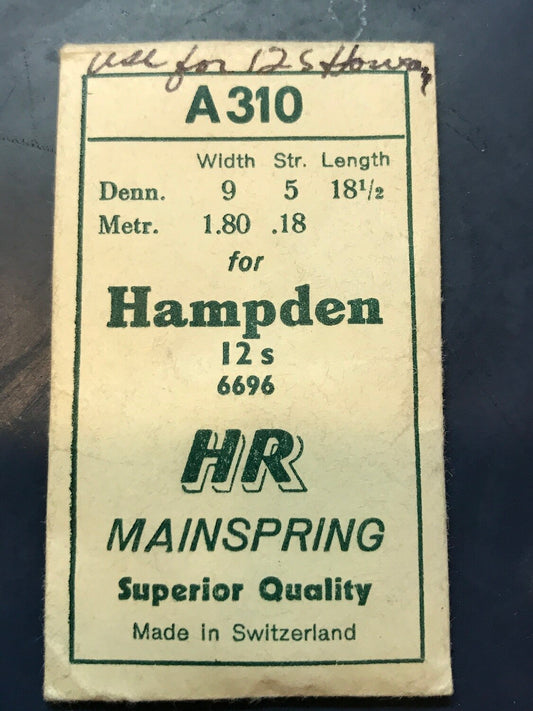 use for 12s Howard
A310
Width Str. Length
Denn. 9 5 18½
Metr. 1.80 .18
for
Hampden
12 s
6696
HR
MAINSPRING
Superior Quality
Made in Switzerland